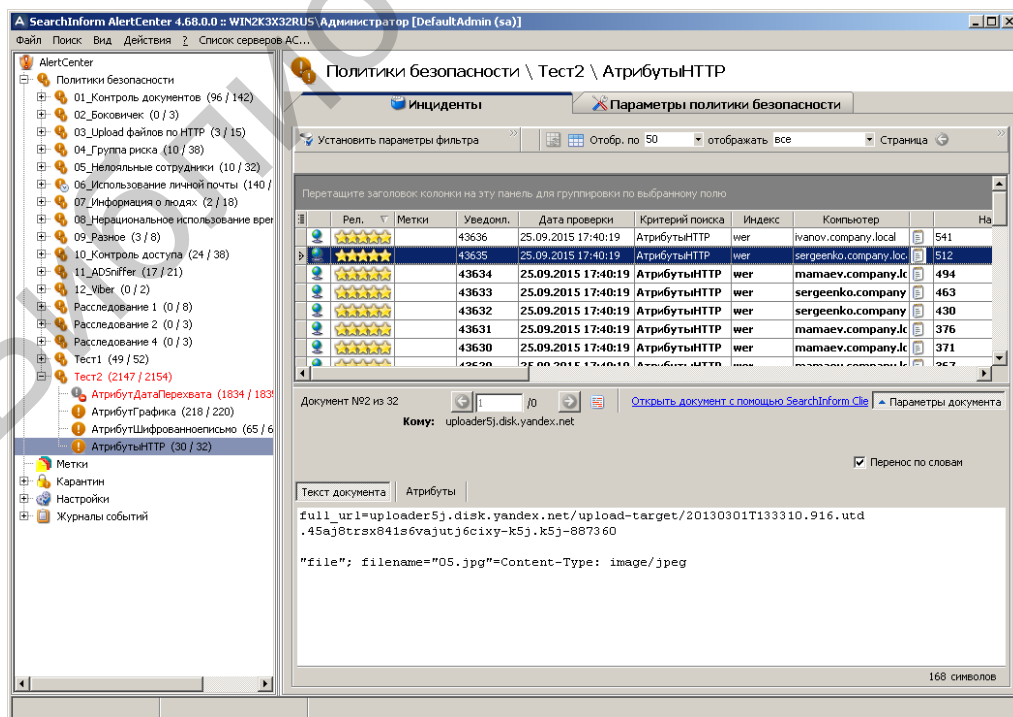 SearchInform AlertCenter 4.68.0.0 :: WIN2K3X32RUS\Администратор [DefaultAdmin (sa)]
Файл Поиск Вид Действия ? Список серверов АС...
AlertCenter
Политики безопасности
01_Контроль документов (96 / 142)
02_Боковичек (0 / 3)
03_Upload файлов по HTTP (3 / 15)
04_Группа риска (10 / 38)
05_Нелояльные сотрудники (10 / 32)
06_Использование личной почты (140 /
07_Информация о людях (2 / 18)
08_Нерациональное использование врег
09_Разное (3 / 8)
10_Контроль доступа (24 / 38)
11_ADSniffer (17 / 21)
12_Viber (0 / 2)
Расследование 1 (0 / 8)
Расследование 2 (0 / 3)
Расследование 4 (0 / 3)
Тест1 (49 / 52)
Тест2 (2147 / 2154)
АтрибутДатаПерехвата (1834 / 183
АтрибутГрафика (218 / 220)
АтрибутШифрованноеписьмо (65 / 6
АтрибутыHTTP (30 / 32)
Метки
Карантин
Настройки
Журналы событий
Политики безопасности \ Тест2 \ АтрибутыHTTP
Инциденты Параметры политики безопасности
Установить параметры фильтра Отобр. по 50 отображать все Страница
Перетащите заголовок колонки на эту панель для группировки по выбранному полю
Рел. Метки Уведомл. Дата проверки Критерий поиска Индекс Компьютер На
43636 25.09.2015 17:40:19 АтрибутыHTTP wer ivanov.company.local 541
43635 25.09.2015 17:40:19 АтрибутыHTTP wer sergeenko.company.loc 512
43634 25.09.2015 17:40:19 АтрибутыHTTP wer mamaev.company.lc 494
43633 25.09.2015 17:40:19 АтрибутыHTTP wer sergeenko.company 463
43632 25.09.2015 17:40:19 АтрибутыHTTP wer sergeenko.company 430
43631 25.09.2015 17:40:19 АтрибутыHTTP wer mamaev.company.lc 376
43630 25.09.2015 17:40:19 АтрибутыHTTP wer mamaev.company.lc 371
Документ №2 из 32 1 /0 Открыть документ с помощью SearchInform Clie Параметры документа
Кому: uploader5j.disk.yandex.net
Перенос по словам
Текст документа Атрибуты
full_url=uploader5j.disk.yandex.net/upload-target/20130301T133310.916.utd
.45aj8trsx841s6vajutj6cixy-k5j.k5j-887360
"file"; filename="05.jpg"=Content-Type: image/jpeg
168 символов